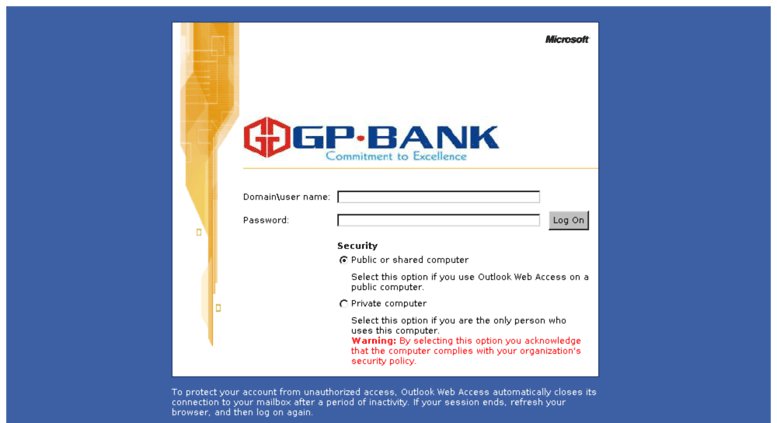 Microsoft
GP·BANK
Commitment to Excellence
Domain\user name:
Password:
Log On
Security
Public or shared computer
Select this option if you use Outlook Web Access on a
public computer.
Private computer
Select this option if you are the only person who
uses this computer.
Warning: By selecting this option you acknowledge
that the computer complies with your organization's
security policy.
To protect your account from unauthorized access, Outlook Web Access automatically closes its
connection to your mailbox after a period of inactivity. If your session ends, refresh your
browser, and then log on again.